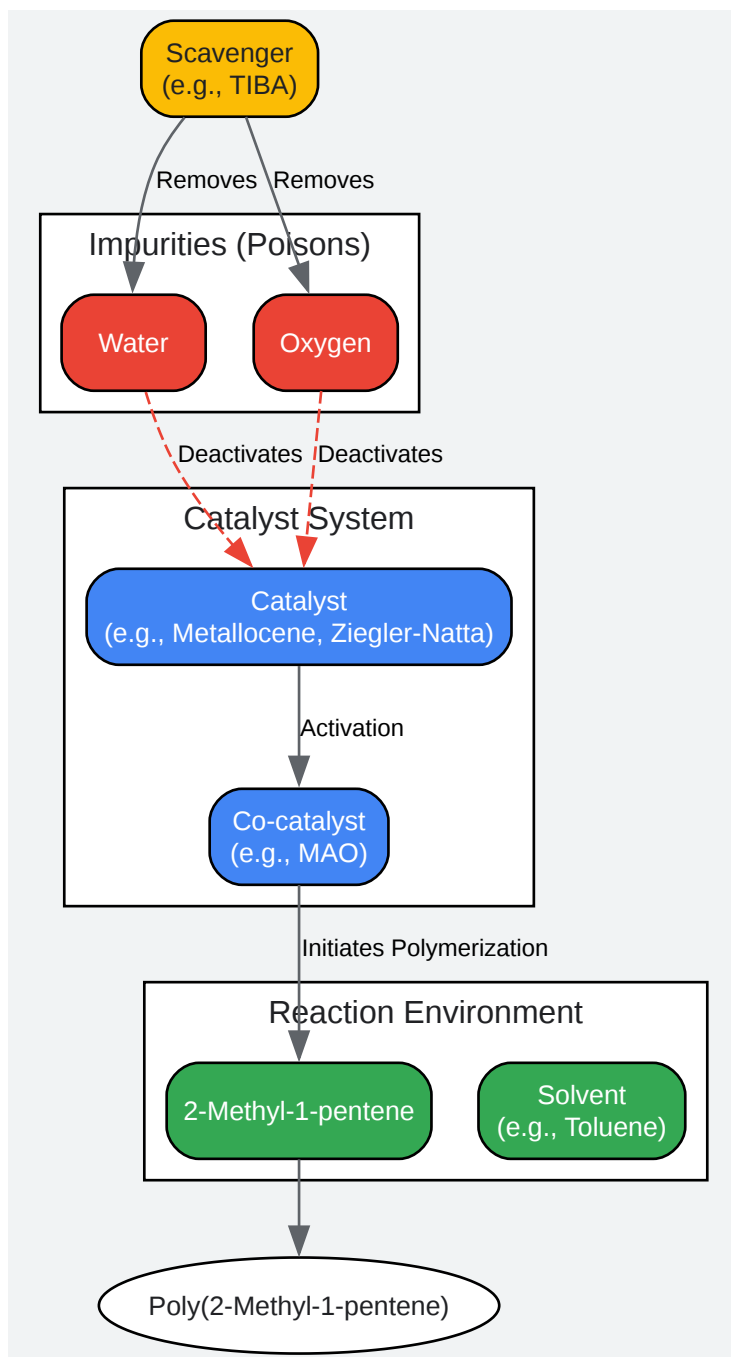 Scavenger
(e.g., TIBA)
Removes
Removes
Impurities (Poisons)
Water
Oxygen
Deactivates
Deactivates
Catalyst System
Catalyst
(e.g., Metallocene, Ziegler-Natta)
Activation
Co-catalyst
(e.g., MAO)
Initiates Polymerization
Reaction Environment
2-Methyl-1-pentene
Solvent
(e.g., Toluene)
Poly(2-Methyl-1-pentene)